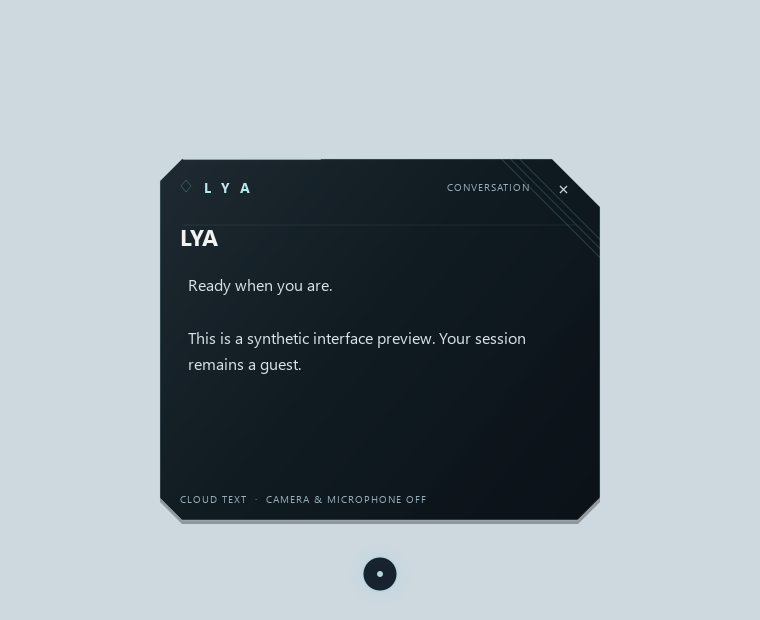 L Y A
CONVERSATION
×
LYA
Ready when you are.
This is a synthetic interface preview. Your session
remains a guest.
CLOUD TEXT · CAMERA & MICROPHONE OFF